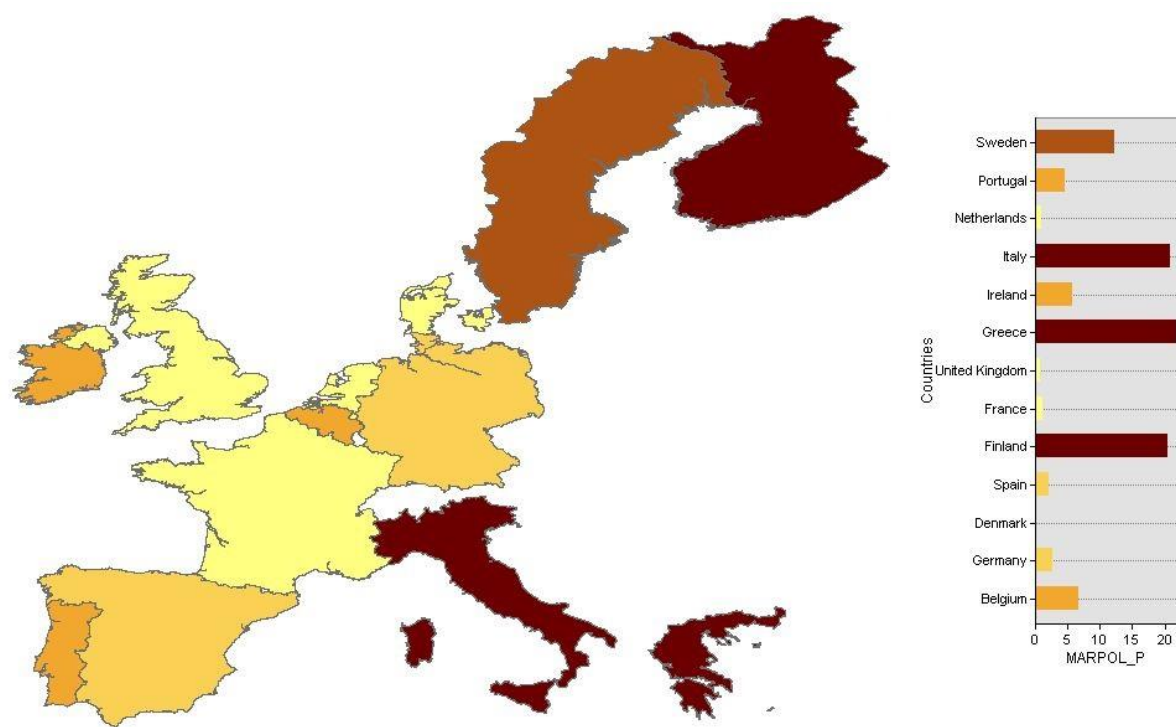 Sweden
Portugal
Netherlands
Italy
Ireland
Greece
United Kingdom
France
Finland
Spain
Denmark
Germany
Belgium
Countries
0 5 10 15 20
MARPOL_P